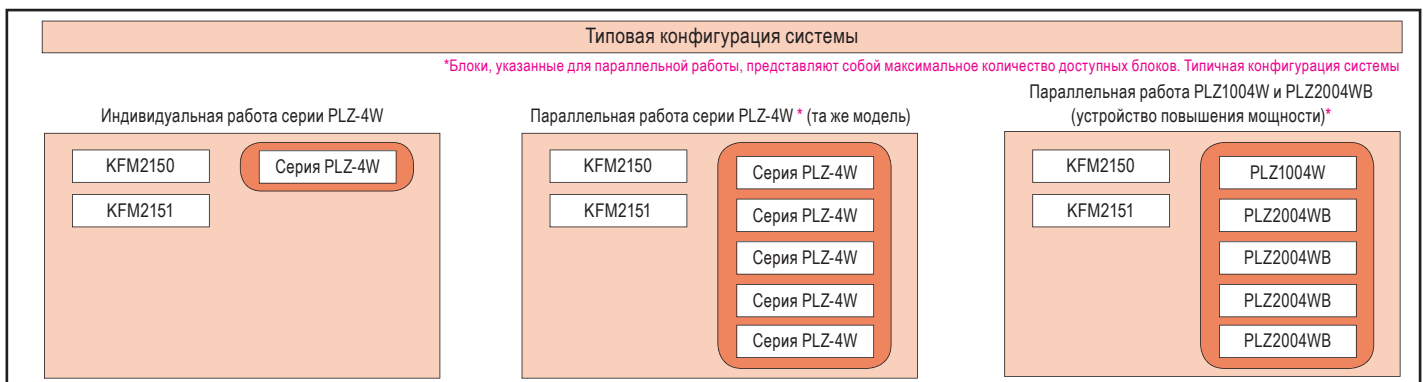 Типовая конфигурация системы
*Блоки, указанные для параллельной работы, представляют собой максимальное количество доступных блоков. Типичная конфигурация системы
Индивидуальная работа серии PLZ-4W
KFM2150
Серия PLZ-4W
KFM2151
Параллельная работа серии PLZ-4W * (та же модель)
KFM2150
KFM2151
Серия PLZ-4W
Серия PLZ-4W
Серия PLZ-4W
Серия PLZ-4W
Серия PLZ-4W
Параллельная работа PLZ1004W и PLZ2004WB
(устройство повышения мощности)*
KFM2150
KFM2151
PLZ1004W
PLZ2004WB
PLZ2004WB
PLZ2004WB
PLZ2004WB